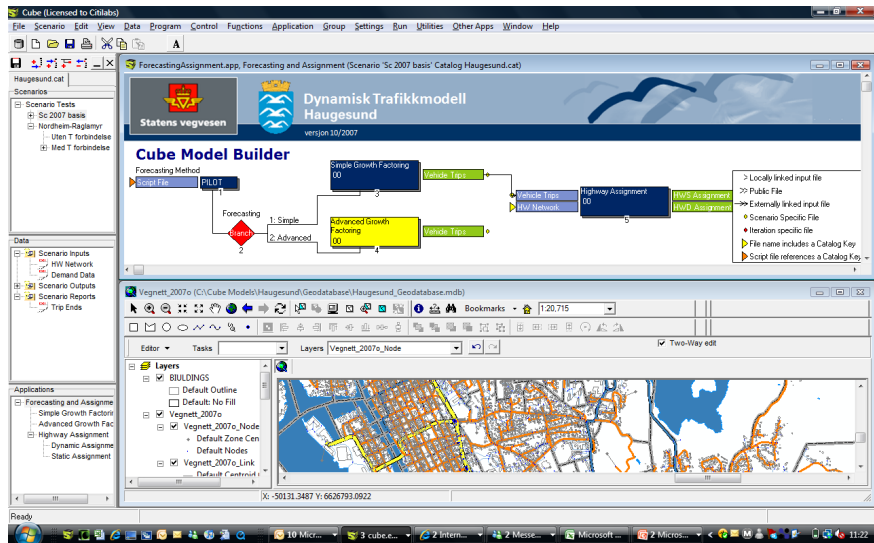 Cube (Licensed to Citilabs)
File Scenario Edit View Data Program Control Functions Application Group Settings Run Utilities Other Apps Window Help
A
Haugesund.cat
Scenarios
Scenario Tests
Sc 2007 basis
Nordheim-Raglamyr
Uten T forbindelse
Med T forbindelse
Data
Scenario Inputs
HW Network
Demand Data
Scenario Outputs
Scenario Reports
Trip Ends
Applications
Forecasting and Assignme
Simple Growth Factorir
Advanced Growth Fac
Highway Assignment
Dynamic Assignme
Static Assignment
ForecastingAssignment.app, Forecasting and Assignment (Scenario 'Sc 2007 basis' Catalog Haugesund.cat)
Statens vegvesen
Dynamisk Trafikkmodell
Haugesund
versjon 10/2007
Cube Model Builder
Forecasting Method
Script File
PILOT
1
Forecasting
Branch
2
1: Simple
2: Advanced
Simple Growth Factoring
00
3
Vehicle Trips
Advanced Growth
Factoring
00
4
Vehicle Trips
Vehicle Trips
HW Network
Highway Assignment
00
5
HWS Assignment
HWD Assignment
> Locally linked input file
>> Public File
Externally linked input file
Scenario Specific File
Iteration specific file
File name includes a Catalog Key
Script file references a Catalog Key
Vegnett_2007o (C:\Cube Models\Haugesund\Geodatabase\Haugesund_Geodatabase.mdb)
Bookmarks
1:20,715
Editor
Tasks
Layers
Vegnett_2007o_Node
Two-Way edit
Layers
BIULDINGS
Default Outline
Default: No Fill
Vegnett_2007o
Vegnett_2007o_Node
Default Zone Cen
Default Nodes
Vegnett_2007o_Link
Default Centroid
X: -50131.3487 Y: 6626793.0922
Ready
10 Micr...
3 cube.e...
2 Intern...
2 Messe...
Microsoft ...
2 Micros...
11:22